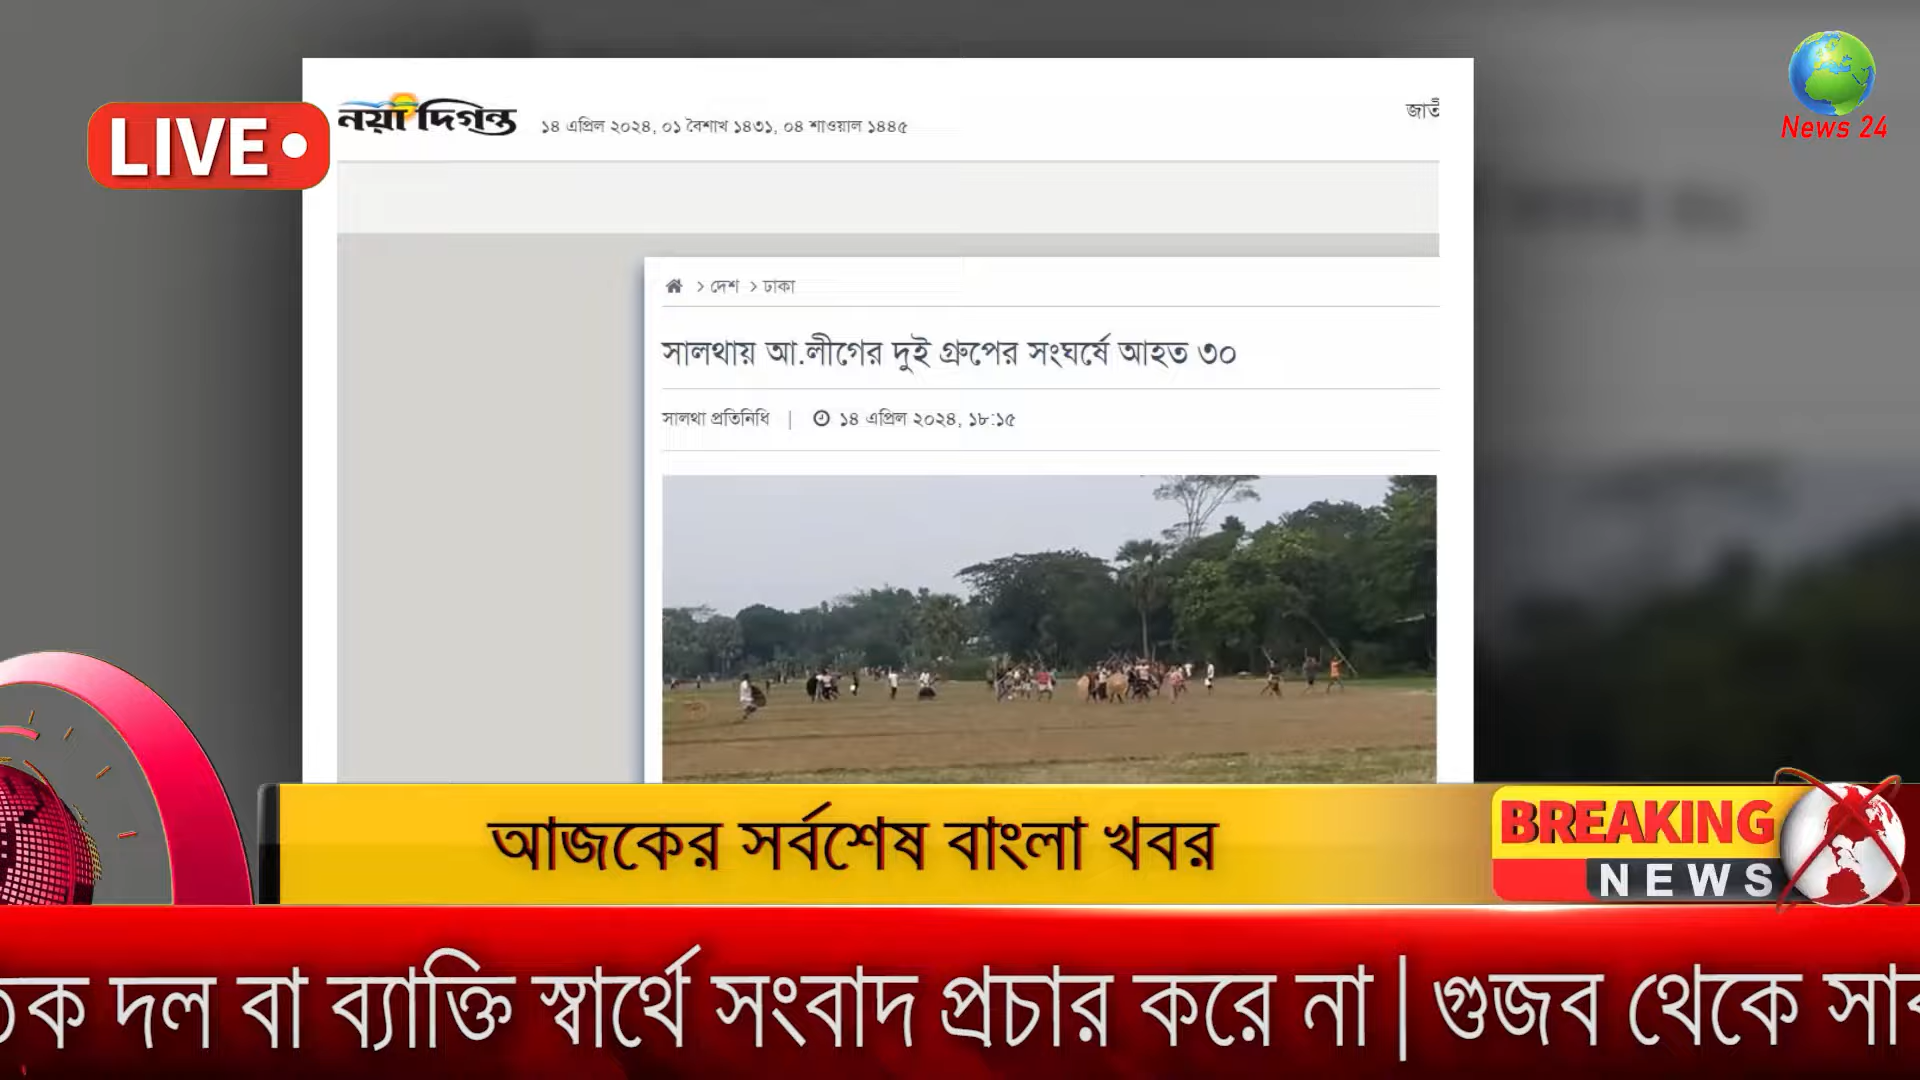 LIVE
নয়া দিগন্ত
১৪ এপ্রিল ২০২৪, ০১ বৈশাখ ১৪৩১, ০৪ শাওয়াল ১৪৪৫
News 24
> দেশ > ঢাকা
সালথায় আ.লীগের দুই গ্রুপের সংঘর্ষে আহত ৩০
সালথা প্রতিনিধি | ১৪ এপ্রিল ২০২৪, ১৮:১৫
আজকের সর্বশেষ বাংলা খবর
BREAKING
NEWS
দল বা ব্যাক্তি স্বার্থে সংবাদ প্রচার করে না | গুজব থেকে